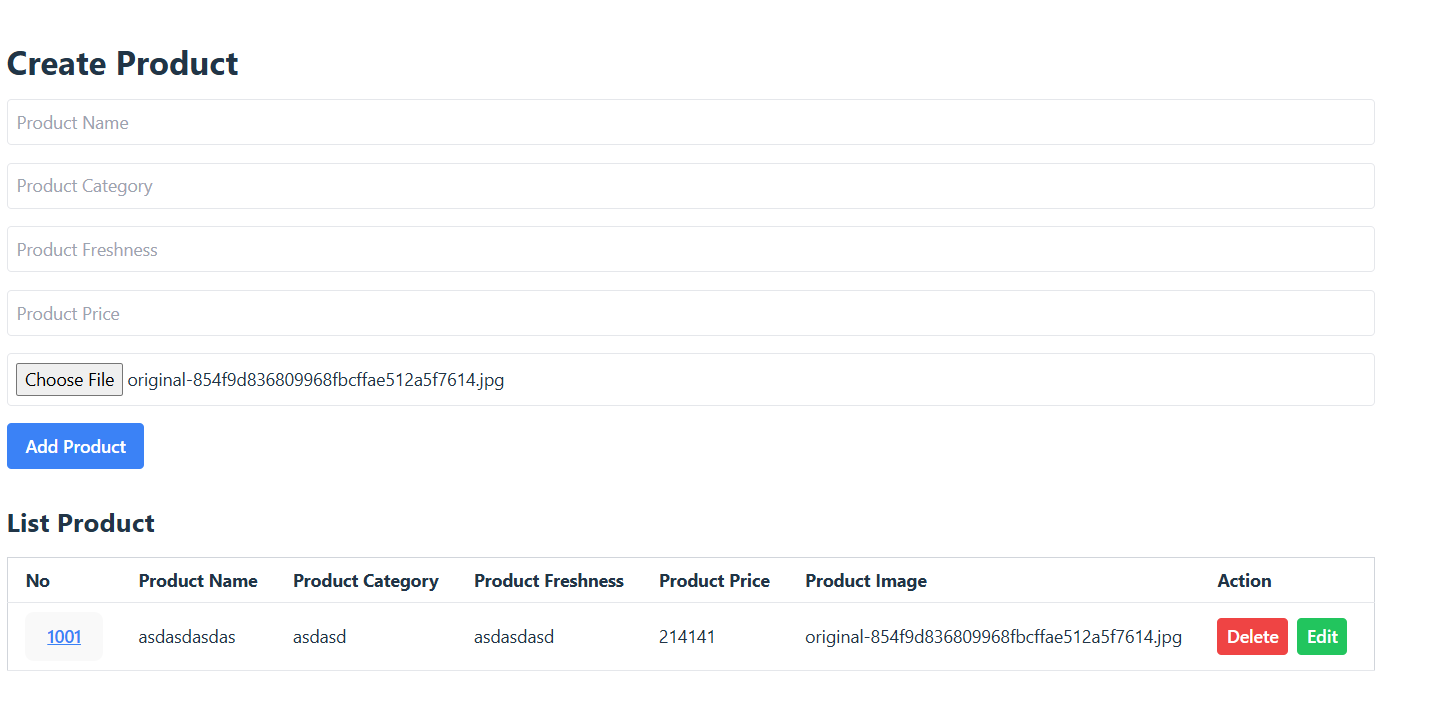 Create Product
Product Name
Product Category
Product Freshness
Product Price
Choose File original-854f9d836809968fbcffae512a5f7614.jpg
Add Product
List Product
No Product Name Product Category Product Freshness Product Price Product Image Action
1001 asdasdasdas asdasd asdasdasd 214141 original-854f9d836809968fbcffae512a5f7614.jpg Delete Edit